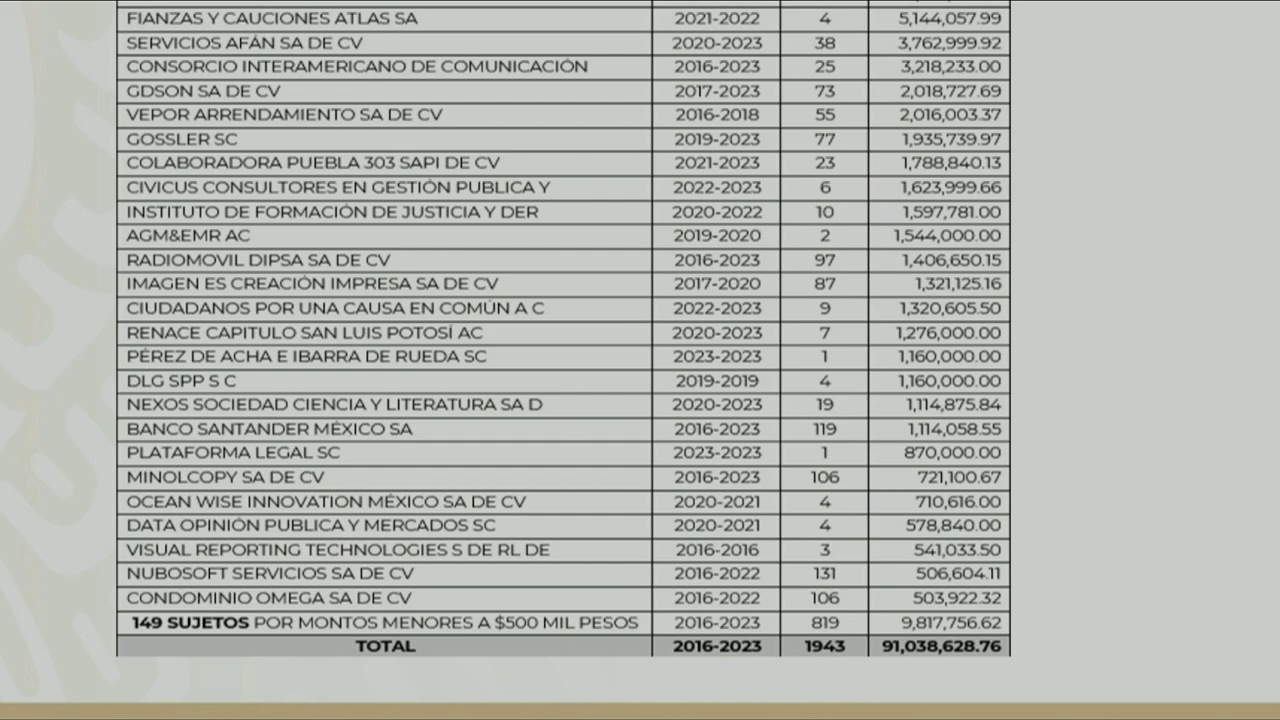 FIANZAS Y CAUCIONES ATLAS SA 2021-2022 4 5,144,057.99
SERVICIOS AFÁN SA DE CV 2020-2023 38 3,762,999.92
CONSORCIO INTERAMERICANO DE COMUNICACIÓN 2016-2023 25 3,218,233.00
GDSON SA DE CV 2017-2023 73 2,018,727.69
VEPOR ARRENDAMIENTO SA DE CV 2016-2018 55 2,016,003.37
GOSSLER SC 2019-2023 77 1,935,739.97
COLABORADORA PUEBLA 303 SAPI DE CV 2021-2023 23 1,788,840.13
CIVICUS CONSULTORES EN GESTIÓN PUBLICA Y 2022-2023 6 1,623,999.66
INSTITUTO DE FORMACIÓN DE JUSTICIA Y DER 2020-2022 10 1,597,781.00
AGM&EMR AC 2019-2020 2 1,544,000.00
RADIOMOVIL DIPSA SA DE CV 2016-2023 97 1,406,650.15
IMAGEN ES CREACIÓN IMPRESA SA DE CV 2017-2020 87 1,321,125.16
CIUDADANOS POR UNA CAUSA EN COMÚN A C 2022-2023 9 1,320,605.50
RENACE CAPITULO SAN LUIS POTOSÍ AC 2020-2023 7 1,276,000.00
PÉREZ DE ACHA E IBARRA DE RUEDA SC 2023-2023 1 1,160,000.00
DLG SPP S C 2019-2019 4 1,160,000.00
NEXOS SOCIEDAD CIENCIA Y LITERATURA SA D 2020-2023 19 1,114,875.84
BANCO SANTANDER MÉXICO SA 2016-2023 119 1,114,058.55
PLATAFORMA LEGAL SC 2023-2023 1 870,000.00
MINOLCOPY SA DE CV 2016-2023 106 721,100.67
OCEAN WISE INNOVATION MÉXICO SA DE CV 2020-2021 4 710,616.00
DATA OPINIÓN PUBLICA Y MERCADOS SC 2020-2021 4 578,840.00
VISUAL REPORTING TECHNOLOGIES S DE RL DE 2016-2016 3 541,033.50
NUBOSOFT SERVICIOS SA DE CV 2016-2022 131 506,604.11
CONDOMINIO OMEGA SA DE CV 2016-2022 106 503,922.32
149 SUJETOS POR MONTOS MENORES A $500 MIL PESOS 2016-2023 819 9,817,756.62
TOTAL 2016-2023 1943 91,038,628.76